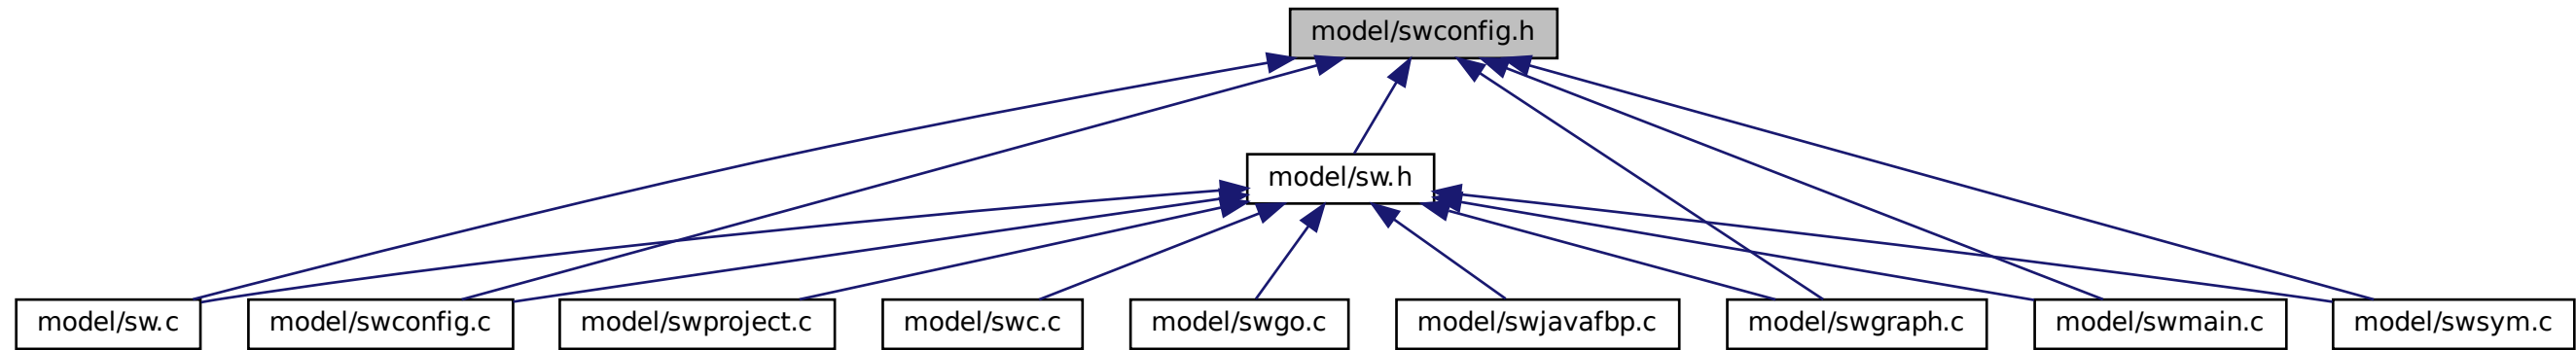 model/swconfig.h
model/sw.h
model/sw.c
model/swconfig.c
model/swproject.c
model/swc.c
model/swgo.c
model/swjavafbp.c
model/swgraph.c
model/swmain.c
model/swsym.c